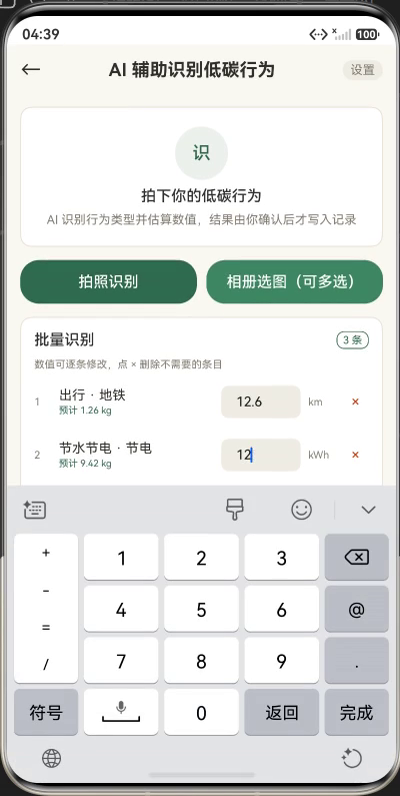 04:39
100
AI 辅助识别低碳行为
设置
识
拍下你的低碳行为
AI 识别行为类型并估算数值，结果由你确认后才写入记录
拍照识别
相册选图（可多选）
批量识别
3 条
数值可逐条修改，点 × 删除不需要的条目
1
出行 · 地铁
预计 1.26 kg
12.6
km
×
2
节水节电 · 节电
预计 9.42 kg
12
kWh
×
+
1
2
3
-
4
5
6
@
=
7
8
9
.
/
符号
0
返回
完成